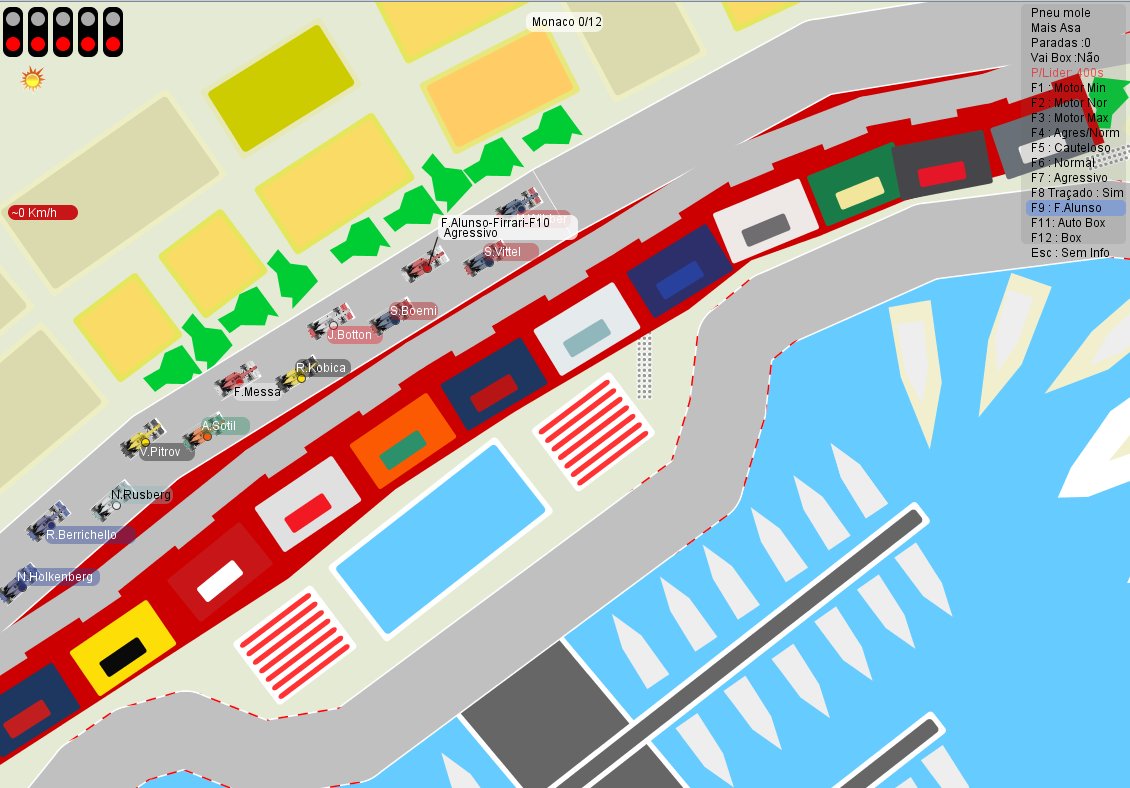 Monaco 0/12
Pneu mole
Mais Asa
Paradas :0
Vai Box :Não
P/Lider: 400s
F1 : Motor Min
F2 : Motor Nor
F3 : Motor Max
F4 : Agres/Norm
F5 : Cauteloso
F6 : Normal
F7 : Agressivo
F8 Traçado : Sim
F9 : F.Alunso
F11: Auto Box
F12 : Box
Esc : Sem Info
~0 Km/h
F.Alunso-Firrari-F10
Agressivo
S.Vittel
S.Boemi
J.Botton
R.Kobica
F.Messa
A.Sotil
V.Pitrov
N.Rusberg
R.Berrichello
N.Holkenberg